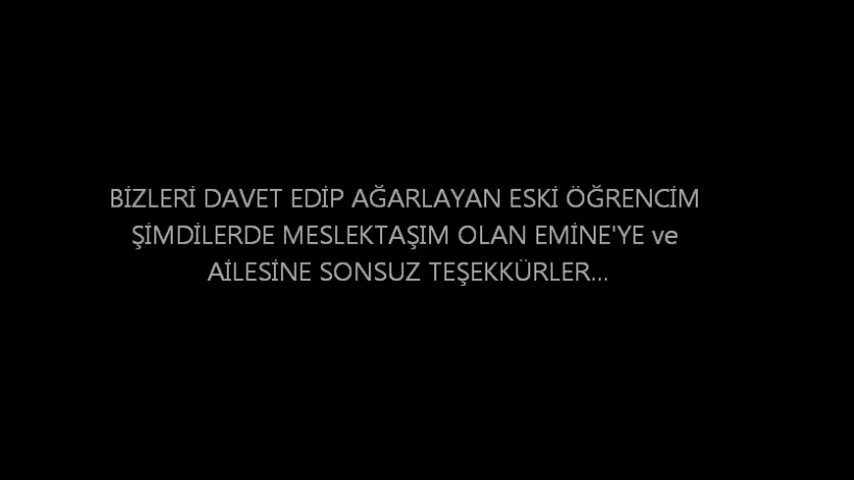 BİZLERİ DAVET EDİP AĞARLAYAN ESKİ ÖĞRENCİM
ŞİMDİLERDE MESLEKTAŞIM OLAN EMİNE'YE ve
AİLESİNE SONSUZ TEŞEKKÜRLER...